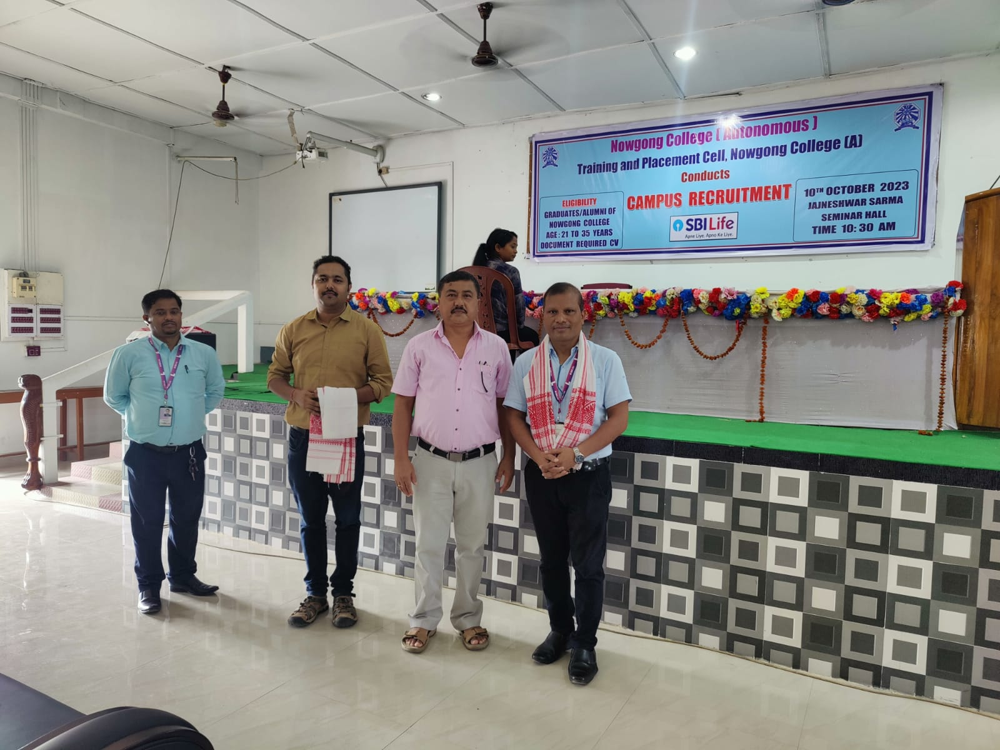 Nowgong College ( Autonomous )
Training and Placement Cell, Nowgong College (A)
Conducts
CAMPUS RECRUITMENT
SBI Life
Apne Liye. Apno Ke Liye.
ELIGIBILITY
GRADUATES/ALUMNI OF
NOWGONG COLLEGE
AGE : 21 TO 35 YEARS
DOCUMENT REQUIRED CV
10TH OCTOBER 2023
JAJNESHWAR SARMA
SEMINAR HALL
TIME 10: 30 AM